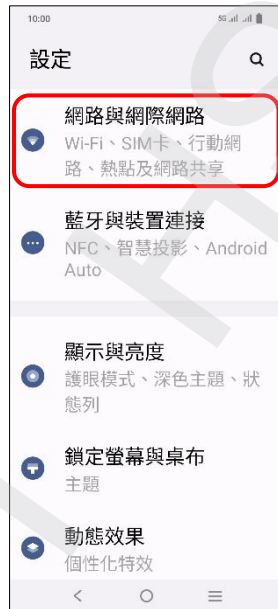 10:00 5G
設定
網路與網際網路
Wi-Fi、SIM卡、行動網
路、熱點及網路共享
藍牙與裝置連接
NFC、智慧投影、Android
Auto
顯示與亮度
護眼模式、深色主題、狀
態列
鎖定螢幕與桌布
主題
動態效果
個性化特效